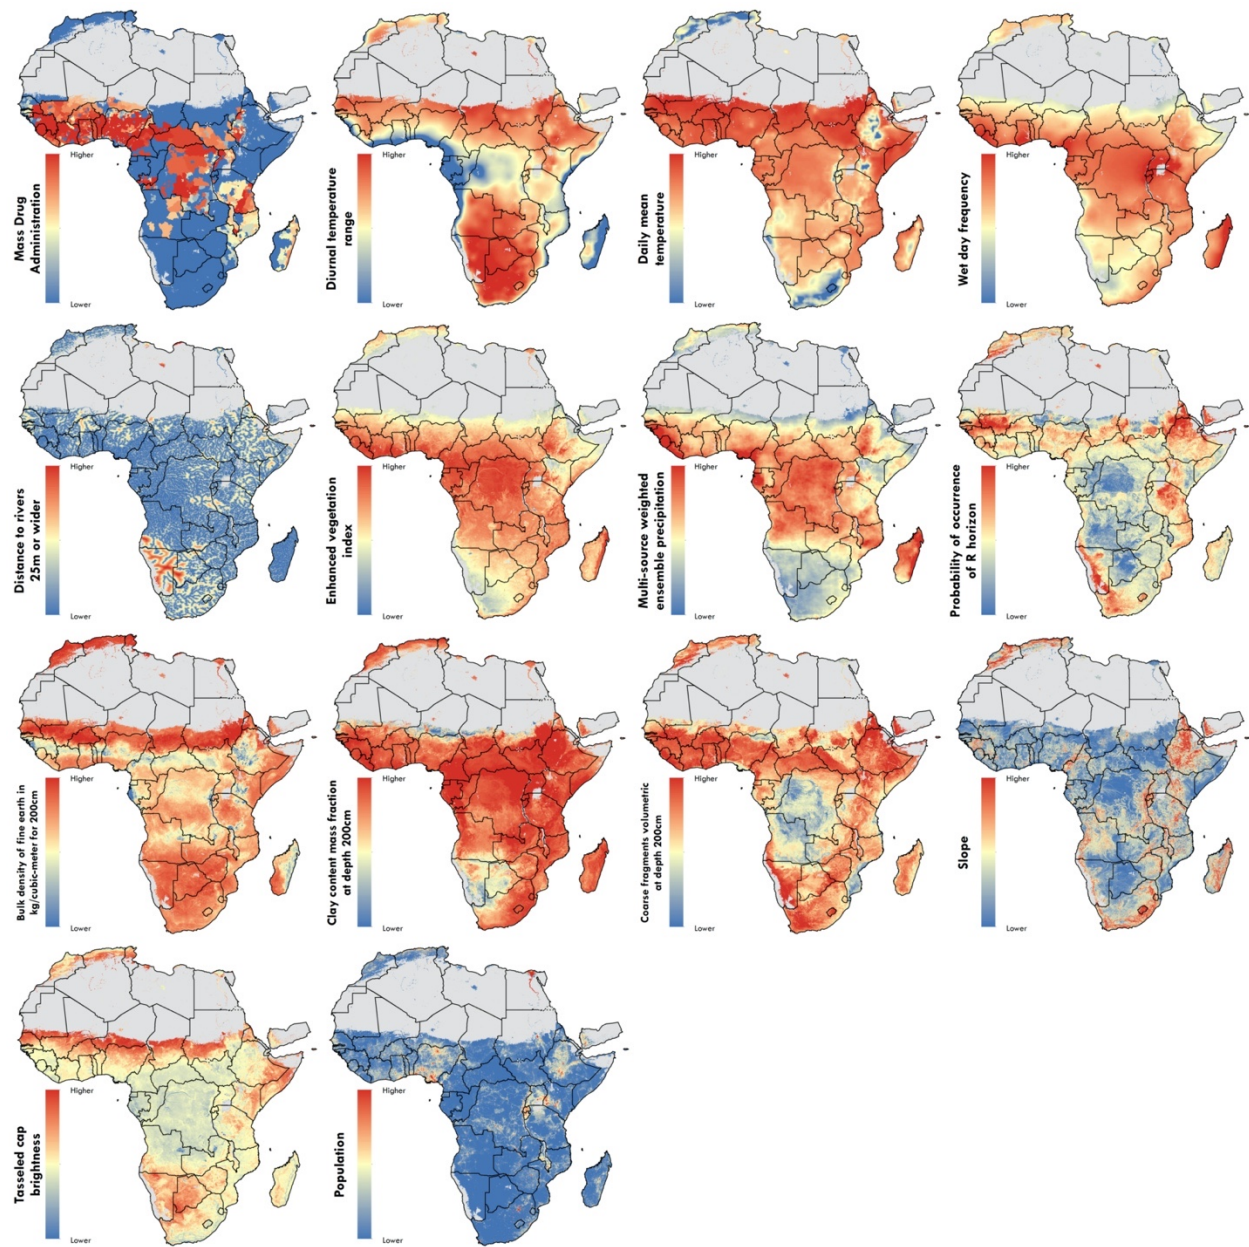 Mass Drug
Administration
Higher
Lower
Diurnal temperature
range
Higher
Lower
Daily mean
temperature
Higher
Lower
Wet day frequency
Higher
Lower
Distance to rivers
25m or wider
Higher
Lower
Enhanced vegetation
index
Higher
Lower
Multi-source weighted
ensemble precipitation
Higher
Lower
Probability of occurrence
of R horizon
Higher
Lower
Bulk density of fine earth in
kg/cubic-meter for 200cm
Higher
Lower
Clay content mass fraction
at depth 200cm
Higher
Lower
Coarse fragments volumetric
at depth 200cm
Higher
Lower
Slope
Higher
Lower
Tasseled cap
brightness
Higher
Lower
Population
Higher
Lower